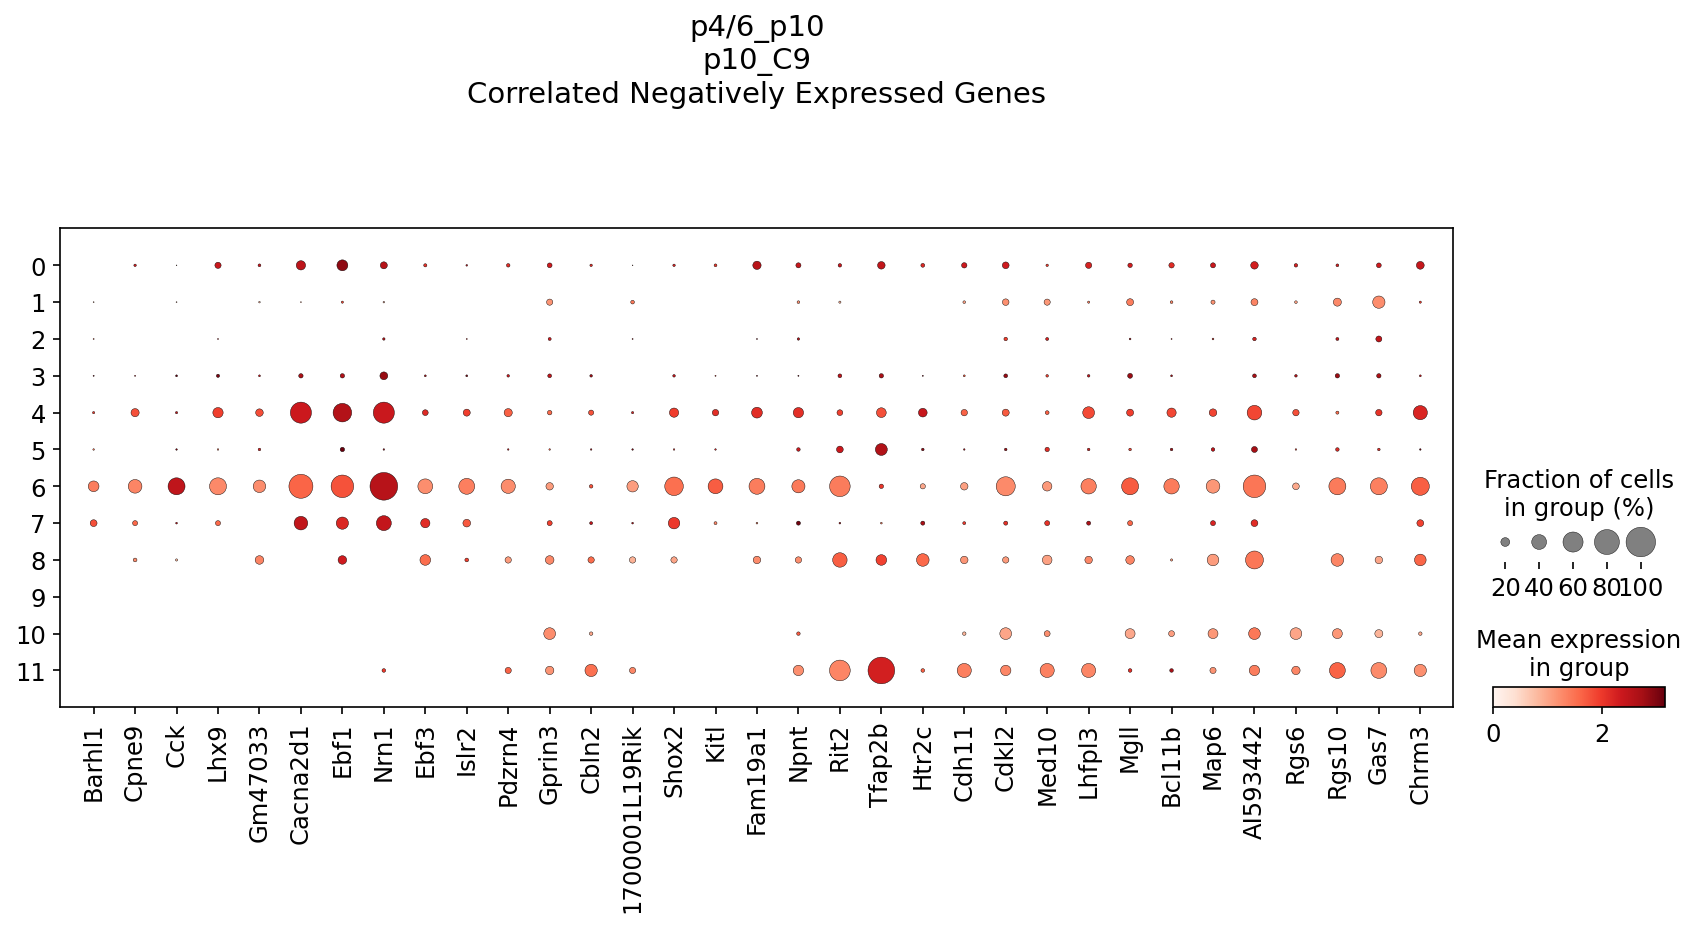 p4/6_p10
p10_C9
Correlated Negatively Expressed Genes
0
1
2
3
4
5
6
7
8
9
10
11
Barhl1
Cpne9
Cck
Lhx9
Gm47033
Cacna2d1
Ebf1
Nrn1
Ebf3
Islr2
Pdzrn4
Gprin3
Cbln2
1700001L19Rik
Shox2
Kitl
Fam19a1
Npnt
Rit2
Tfap2b
Htr2c
Cdh11
Cdkl2
Med10
Lhfpl3
Mgll
Bcl11b
Map6
AI593442
Rgs6
Rgs10
Gas7
Chrm3
Fraction of cells
in group (%)
20 40 60 80 100
Mean expression
in group
0 2